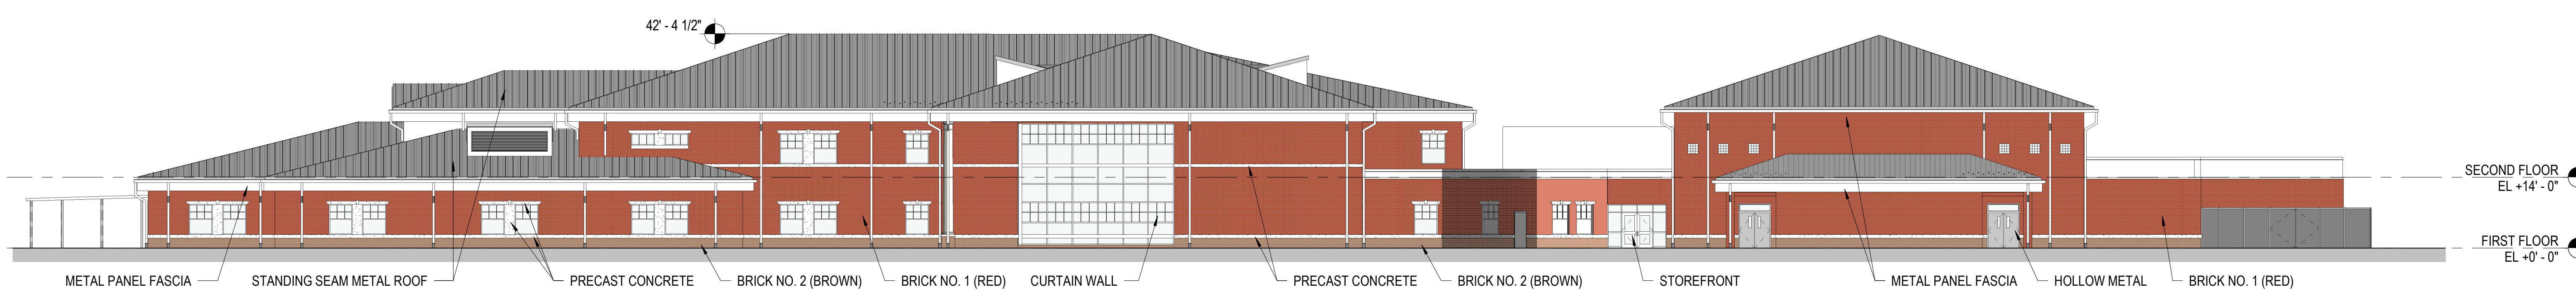 42' - 4 1/2"
SECOND FLOOR
EL +14' - 0"
FIRST FLOOR
EL +0' - 0"
METAL PANEL FASCIA
STANDING SEAM METAL ROOF
PRECAST CONCRETE
BRICK NO. 2 (BROWN)
BRICK NO. 1 (RED)
CURTAIN WALL
PRECAST CONCRETE
BRICK NO. 2 (BROWN)
STOREFRONT
METAL PANEL FASCIA
HOLLOW METAL
BRICK NO. 1 (RED)